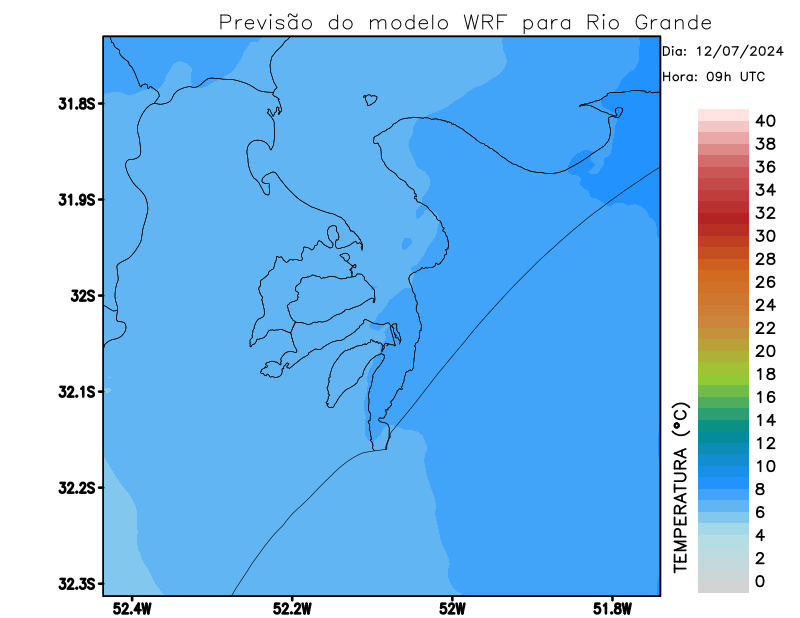 Previsão do modelo WRF para Rio Grande
Dia: 12/07/2024
Hora: 09h UTC
31.8S
31.9S
32S
32.1S
32.2S
32.3S
52.4W
52.2W
52W
51.8W
TEMPERATURA (°C)
40
38
36
34
32
30
28
26
24
22
20
18
16
14
12
10
8
6
4
2
0